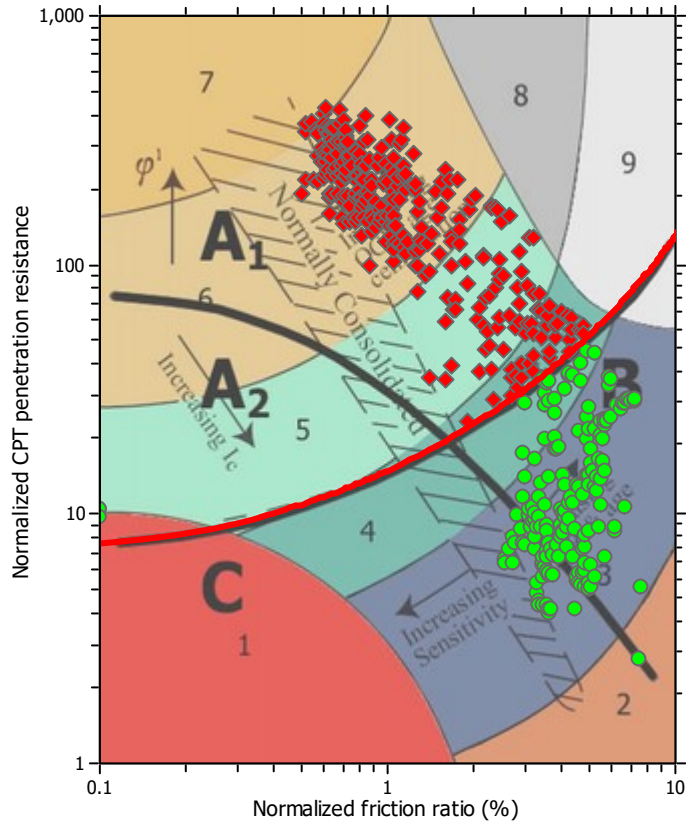 1,000
100
10
1
0.1
1
10
Normalized CPT penetration resistance
Normalized friction ratio (%)
7
8
9
φ'
A1
6
Normally Consolidated
A2
Increasing Ic
5
B
4
C
1
3
Increasing
Sensitivity
2